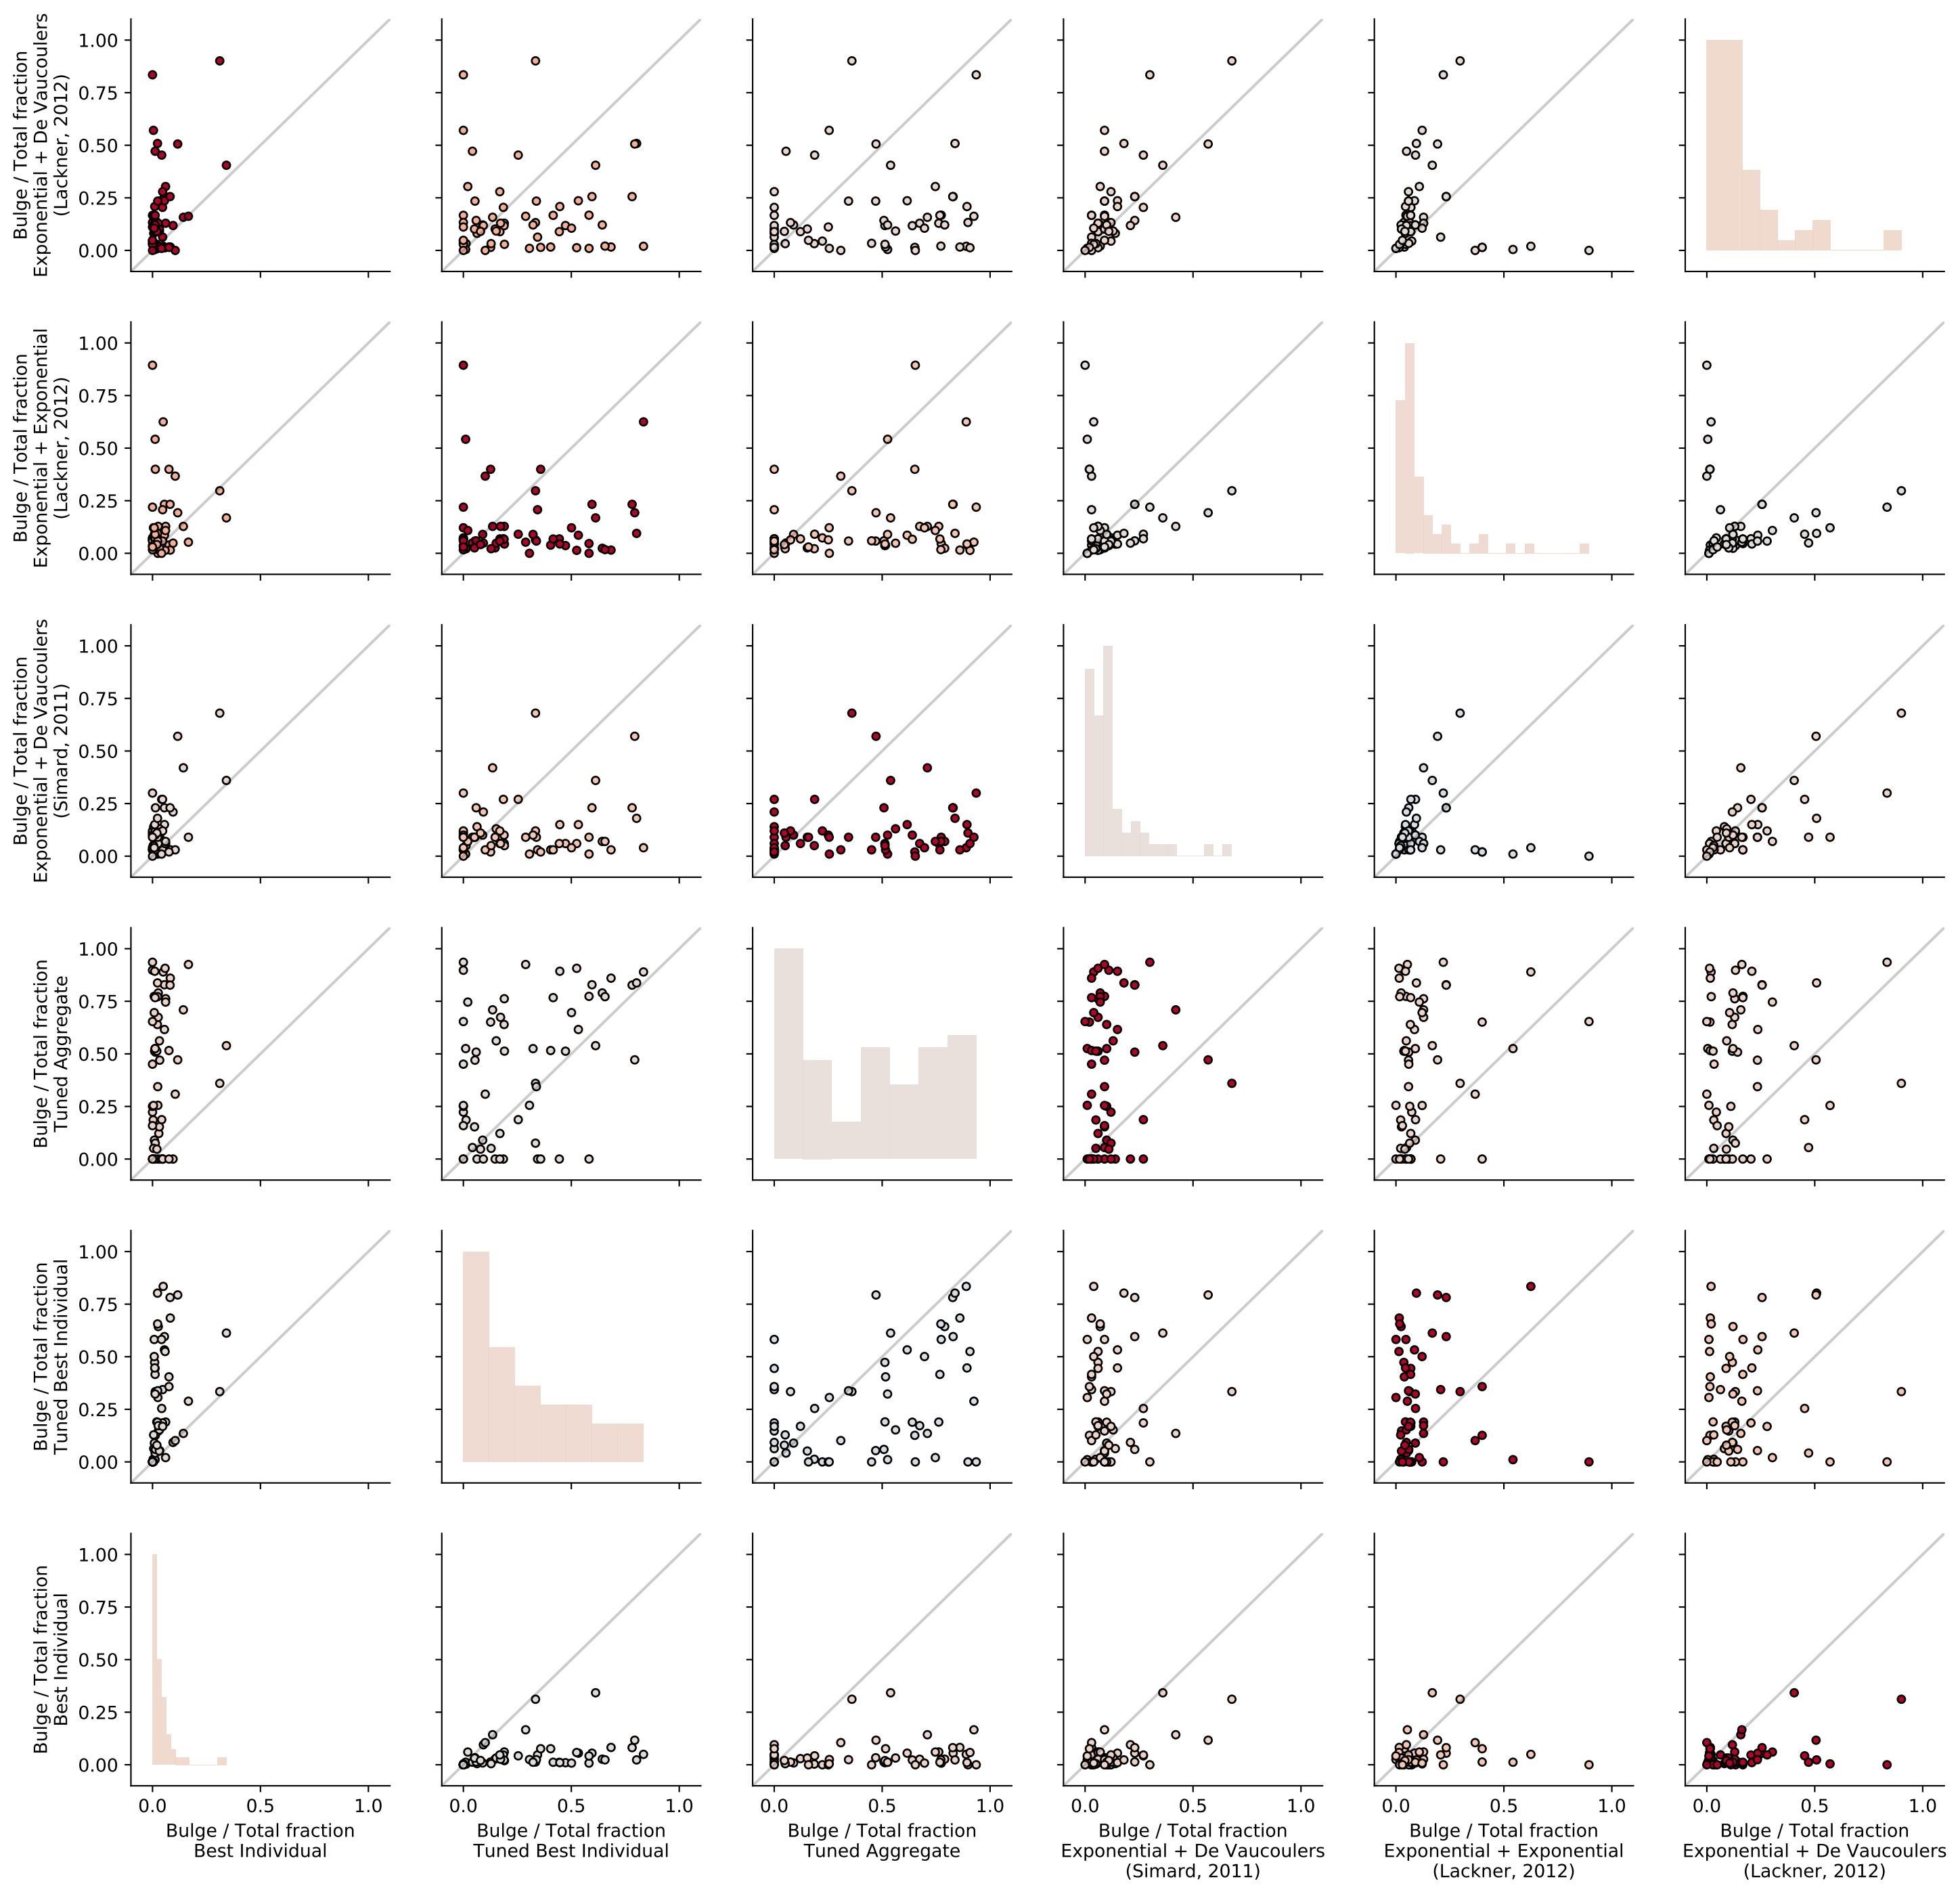 Bulge / Total fraction
Exponential + De Vaucoulers
(Lackner, 2012)
1.00
0.75
0.50
0.25
0.00
Bulge / Total fraction
Exponential + Exponential
(Lackner, 2012)
1.00
0.75
0.50
0.25
0.00
Bulge / Total fraction
Exponential + De Vaucoulers
(Simard, 2011)
1.00
0.75
0.50
0.25
0.00
Bulge / Total fraction
Tuned Aggregate
1.00
0.75
0.50
0.25
0.00
Bulge / Total fraction
Tuned Best Individual
1.00
0.75
0.50
0.25
0.00
Bulge / Total fraction
Best Individual
1.00
0.75
0.50
0.25
0.00
0.0 0.5 1.0
Bulge / Total fraction
Best Individual
0.0 0.5 1.0
Bulge / Total fraction
Tuned Best Individual
0.0 0.5 1.0
Bulge / Total fraction
Tuned Aggregate
0.0 0.5 1.0
Bulge / Total fraction
Exponential + De Vaucoulers
(Simard, 2011)
0.0 0.5 1.0
Bulge / Total fraction
Exponential + Exponential
(Lackner, 2012)
0.0 0.5 1.0
Bulge / Total fraction
Exponential + De Vaucoulers
(Lackner, 2012)